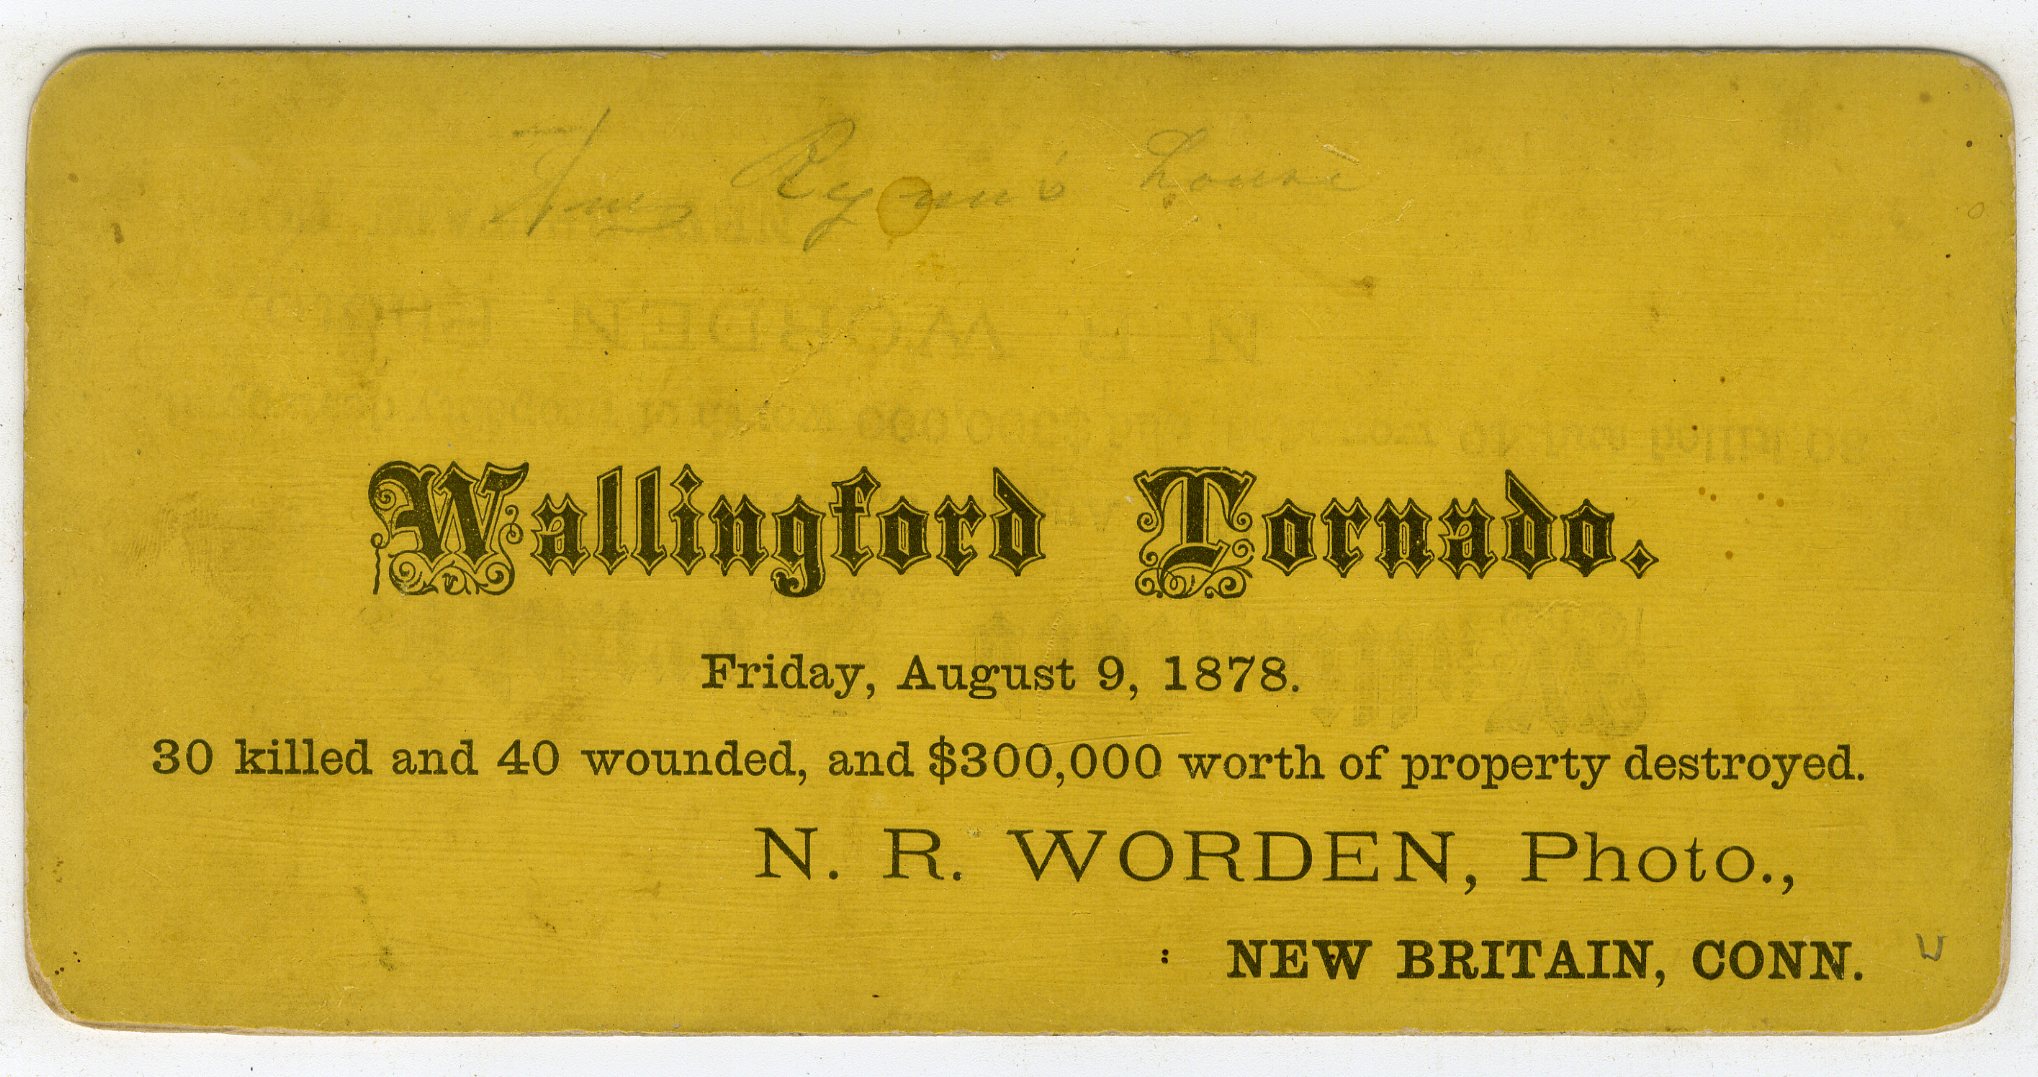 Ryan's house
Wallingford Tornado.
Friday, August 9, 1878.
30 killed and 40 wounded, and $300,000 worth of property destroyed.
N. R. WORDEN, Photo.,
NEW BRITAIN, CONN.
W